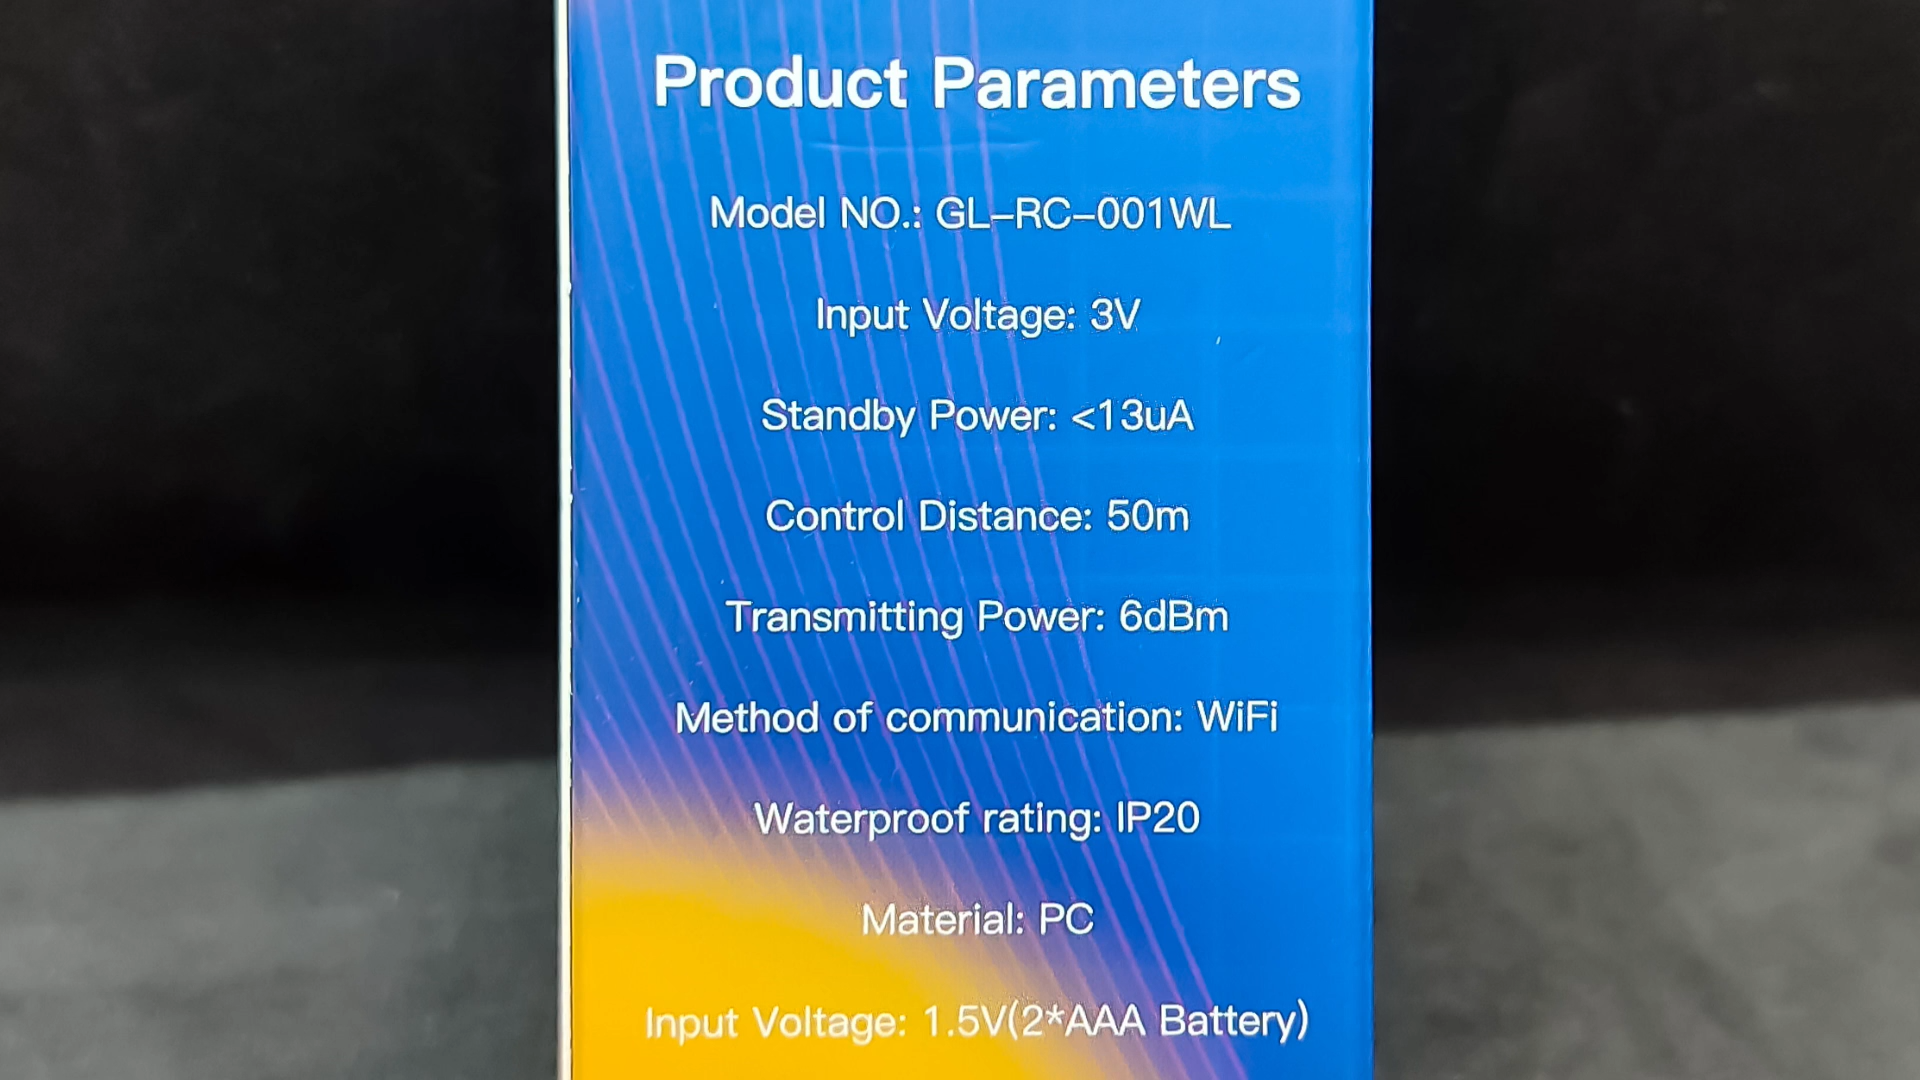 Product Parameters
Model NO.: GL-RC-001WL
Input Voltage: 3V
Standby Power: <13uA
Control Distance: 50m
Transmitting Power: 6dBm
Method of communication: WiFi
Waterproof rating: IP20
Material: PC
Input Voltage: 1.5V(2*AAA Battery)